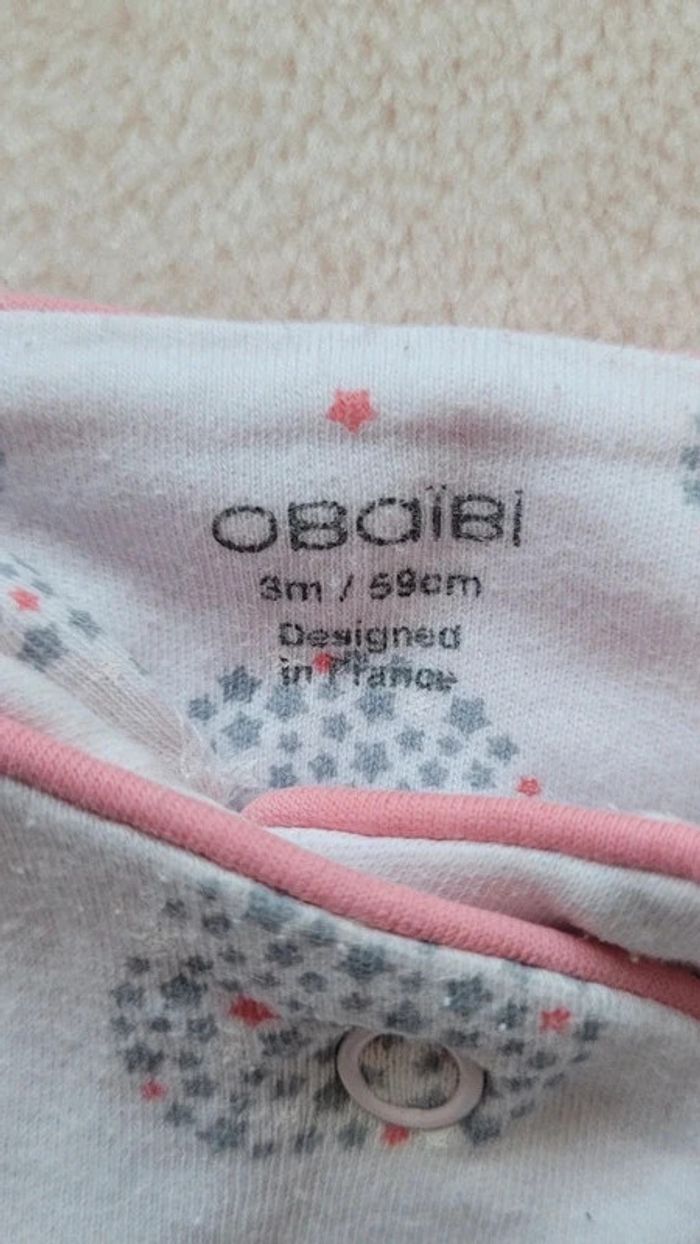 OBaïBi
3m / 59cm
Designed
in France